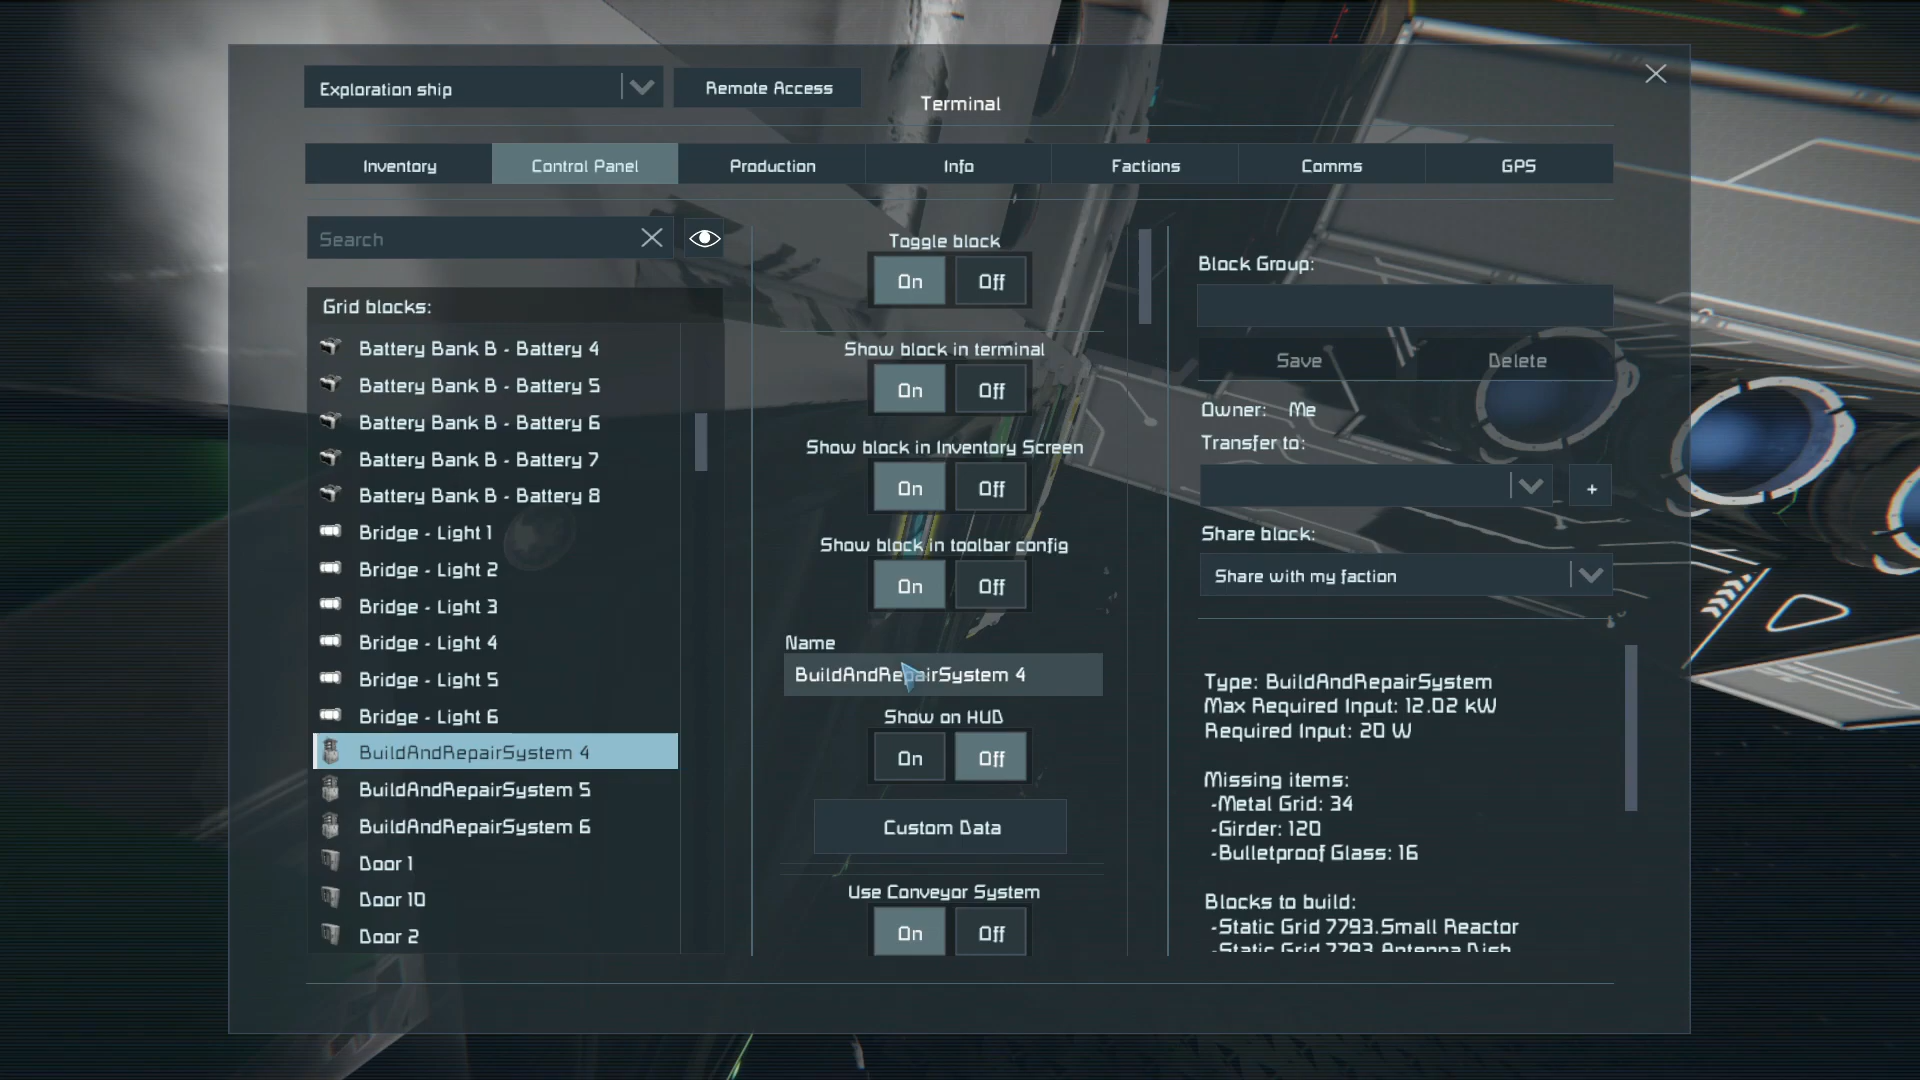 Exploration ship
Remote Access
Terminal
Inventory
Control Panel
Production
Info
Factions
Comms
GPS
Search
Grid blocks:
Battery Bank B - Battery 4
Battery Bank B - Battery 5
Battery Bank B - Battery 6
Battery Bank B - Battery 7
Battery Bank B - Battery 8
Bridge - Light 1
Bridge - Light 2
Bridge - Light 3
Bridge - Light 4
Bridge - Light 5
Bridge - Light 6
BuildAndRepairSystem 4
BuildAndRepairSystem 5
BuildAndRepairSystem 6
Door 1
Door 10
Door 2
Toggle block
On
Off
Show block in terminal
On
Off
Show block in Inventory Screen
On
Off
Show block in toolbar config
On
Off
Name
BuildAndRepairSystem 4
Show on HUD
On
Off
Custom Data
Use Conveyor System
On
Off
Block Group:
Save
Delete
Owner: Me
Transfer to:
+
Share block:
Share with my faction
Type: BuildAndRepairSystem
Max Required Input: 12.02 kW
Required Input: 20 W
Missing items:
-Metal Grid: 34
-Girder: 120
-Bulletproof Glass: 16
Blocks to build:
-Static Grid 7793.Small Reactor
-Static Grid 7793.Antenna Dish